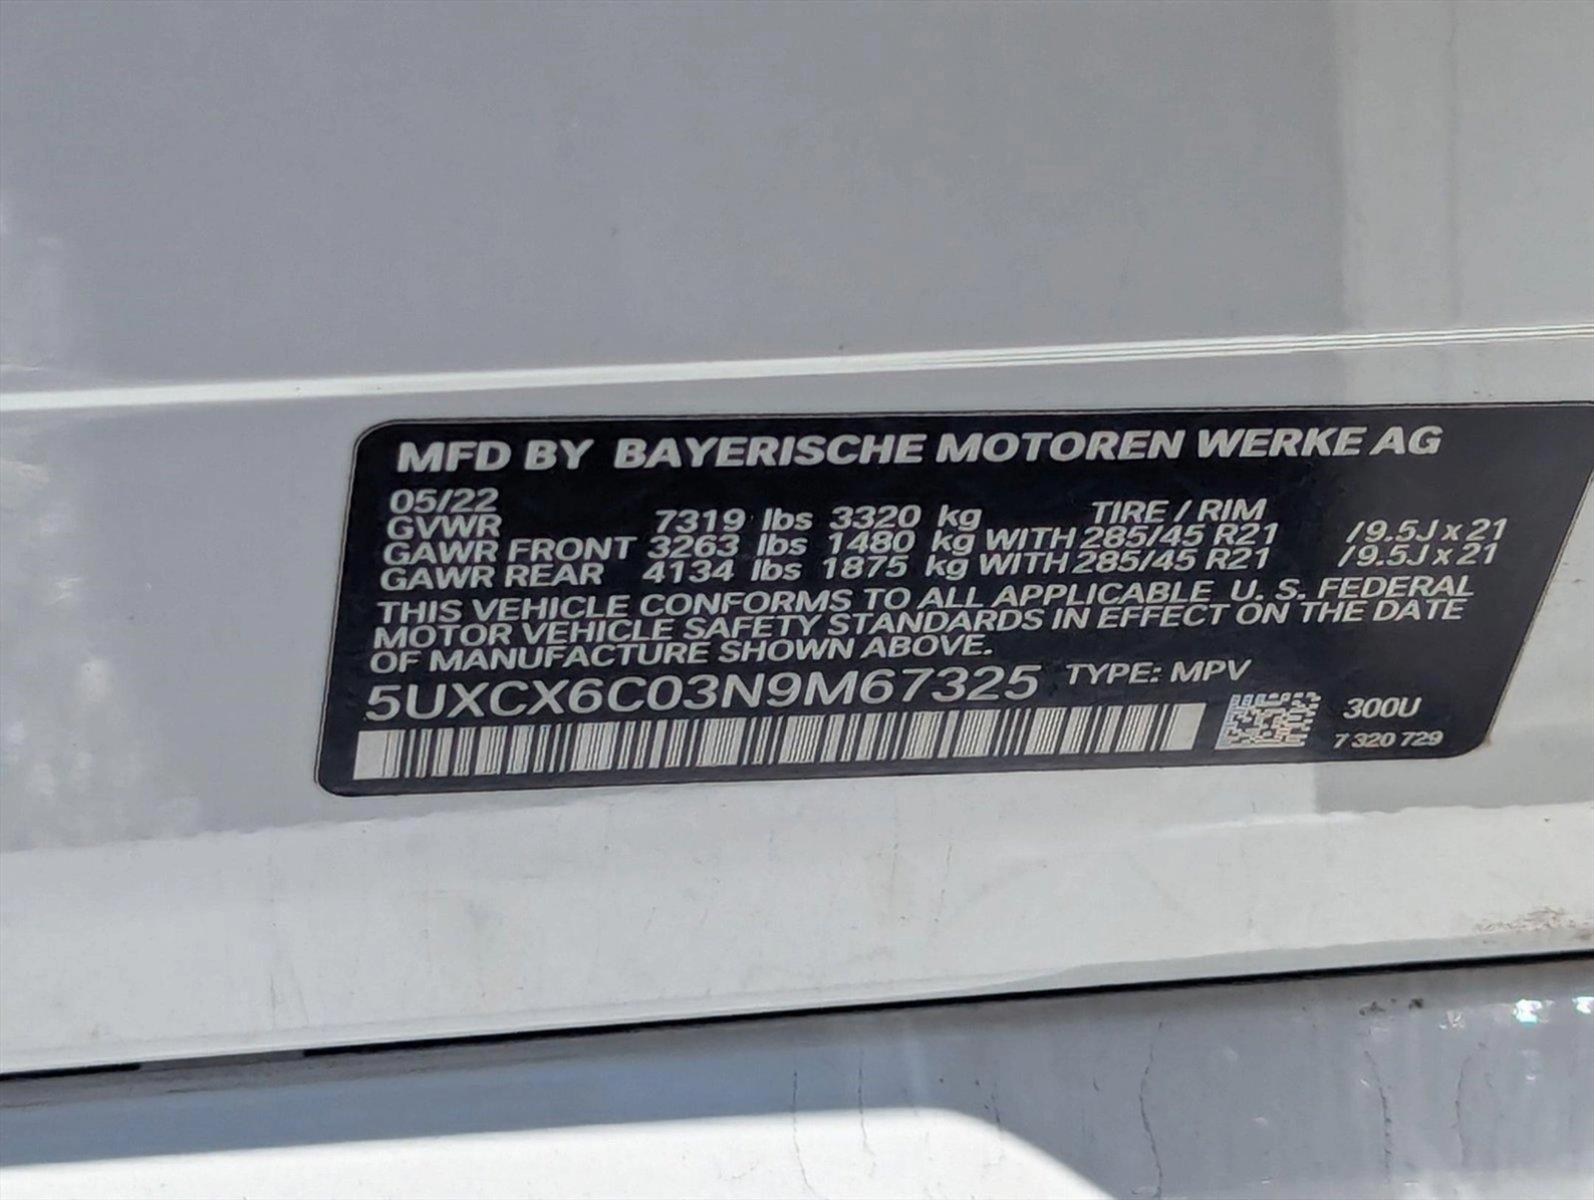 MFD BY BAYERISCHE MOTOREN WERKE AG
05/22
GVWR 7319 lbs 3320 kg TIRE / RIM
GAWR FRONT 3263 lbs 1480 kg WITH 285/45 R21 /9.5J x 21
GAWR REAR 4134 lbs 1875 kg WITH 285/45 R21 /9.5J x 21
THIS VEHICLE CONFORMS TO ALL APPLICABLE U. S. FEDERAL
MOTOR VEHICLE SAFETY STANDARDS IN EFFECT ON THE DATE
OF MANUFACTURE SHOWN ABOVE.
5UXCX6C03N9M67325 TYPE: MPV
300U
7 320 729